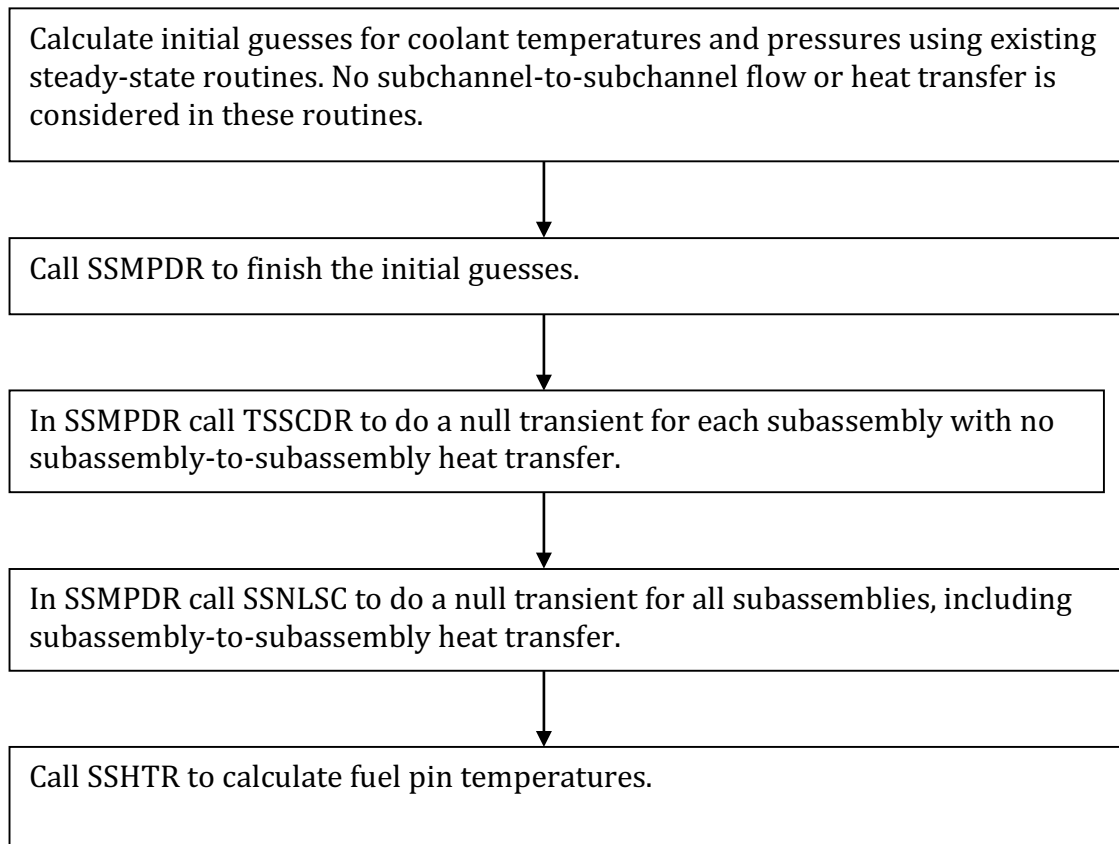 Calculate initial guesses for coolant temperatures and pressures using existing
steady-state routines. No subchannel-to-subchannel flow or heat transfer is
considered in these routines.
Call SSMPDR to finish the initial guesses.
In SSMPDR call TSSCDR to do a null transient for each subassembly with no
subassembly-to-subassembly heat transfer.
In SSMPDR call SSNLSC to do a null transient for all subassemblies, including
subassembly-to-subassembly heat transfer.
Call SSHTR to calculate fuel pin temperatures.